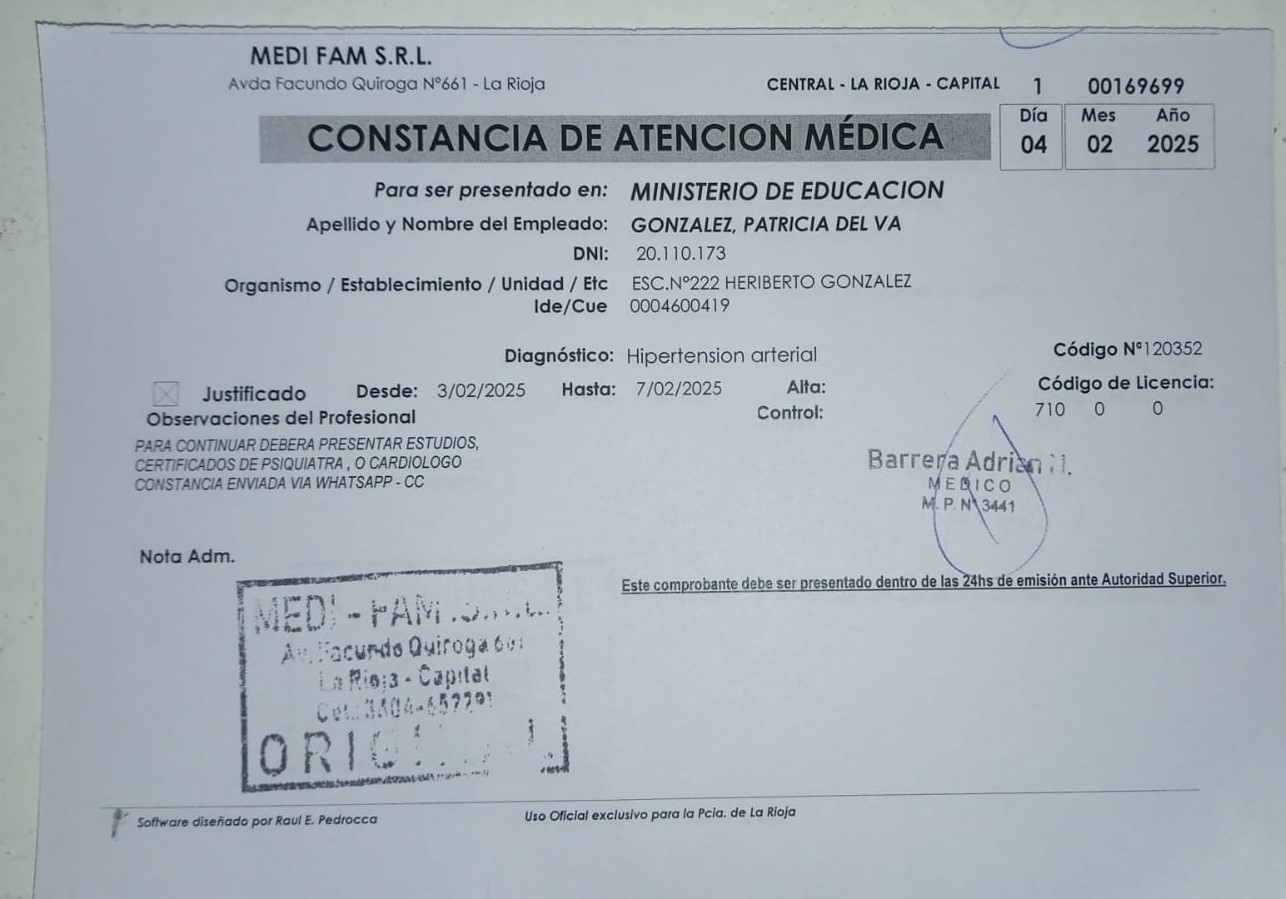 MEDI FAM S.R.L.
Avda Facundo Quiroga Nº661 - La Rioja
CENTRAL - LA RIOJA - CAPITAL 1 00169699
CONSTANCIA DE ATENCION MÉDICA
Día Mes Año
04 02 2025
Para ser presentado en: MINISTERIO DE EDUCACION
Apellido y Nombre del Empleado: GONZALEZ, PATRICIA DEL VA
DNI: 20.110.173
Organismo / Establecimiento / Unidad / Etc ESC.Nº222 HERIBERTO GONZALEZ
Ide/Cue 0004600419
Diagnóstico: Hipertension arterial
Código Nº120352
Justificado Desde: 3/02/2025 Hasta: 7/02/2025 Alta:
Código de Licencia:
Control:
710 0 0
Observaciones del Profesional
PARA CONTINUAR DEBERA PRESENTAR ESTUDIOS,
CERTIFICADOS DE PSIQUIATRA , O CARDIOLOGO
CONSTANCIA ENVIADA VIA WHATSAPP - CC
Barrera Adrian
MEDICO
M. P. Nº 3441
Nota Adm.
Este comprobante debe ser presentado dentro de las 24hs de emisión ante Autoridad Superior.
MEDI - FAM
Av. Facundo Quiroga
La Rioja - Capital
Software diseñado por Raul E. Pedrocca
Uso Oficial exclusivo para la Pcia. de La Rioja